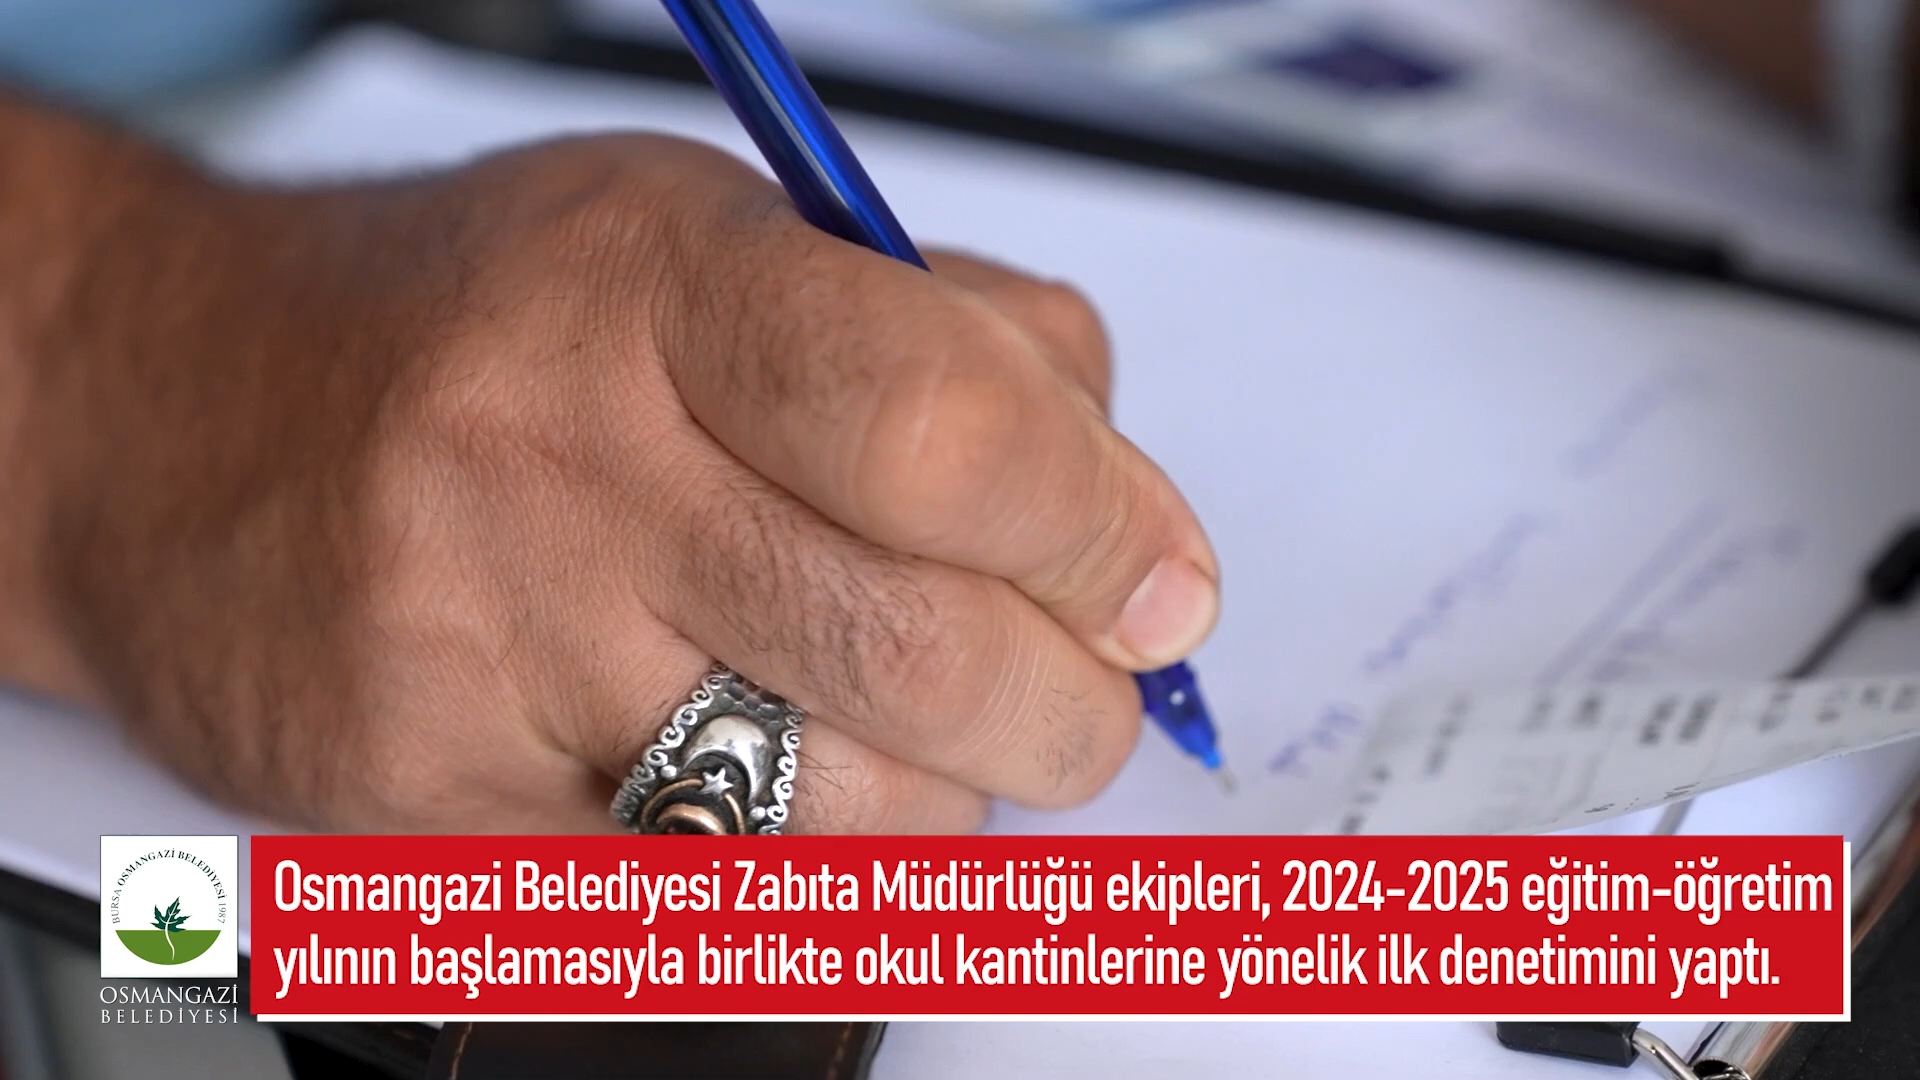 Osmangazi Belediyesi Zabıta Müdürlüğü ekipleri, 2024-2025 eğitim-öğretim
yılının başlamasıyla birlikte okul kantinlerine yönelik ilk denetimini yaptı.
BURSA OSMANGAZİ BELEDİYESİ 1987
OSMANGAZİ
BELEDİYESİ